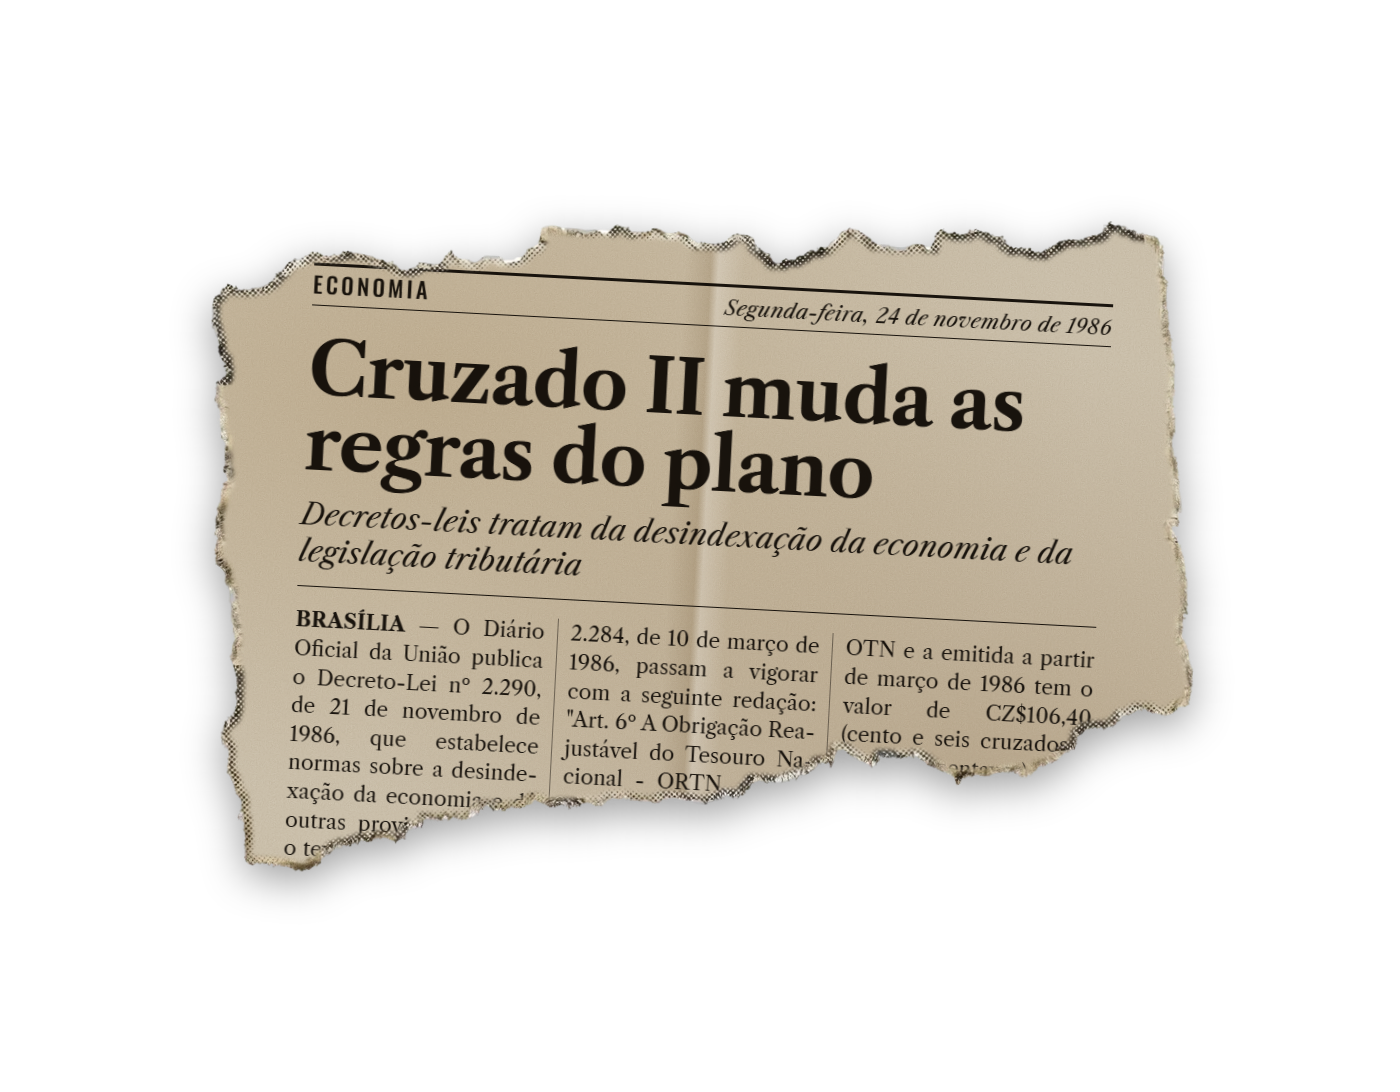 ECONOMIA
Segunda-feira, 24 de novembro de 1986
Cruzado II muda as
regras do plano
Decretos-leis tratam da desindexação da economia e da
legislação tributária
BRASÍLIA — O Diário
Oficial da União publica
o Decreto-Lei nº 2.290,
de 21 de novembro de
1986, que estabelece
normas sobre a desinde-
xação da economia e
outras
o
2.284, de 10 de março de
1986, passam a vigorar
com a seguinte redação:
"Art. 6º A Obrigação Rea-
justável do Tesouro Na-
cional - ORTN
OTN e a emitida a partir
de março de 1986 tem o
valor de CZ$106,40
(cento e seis cruzados